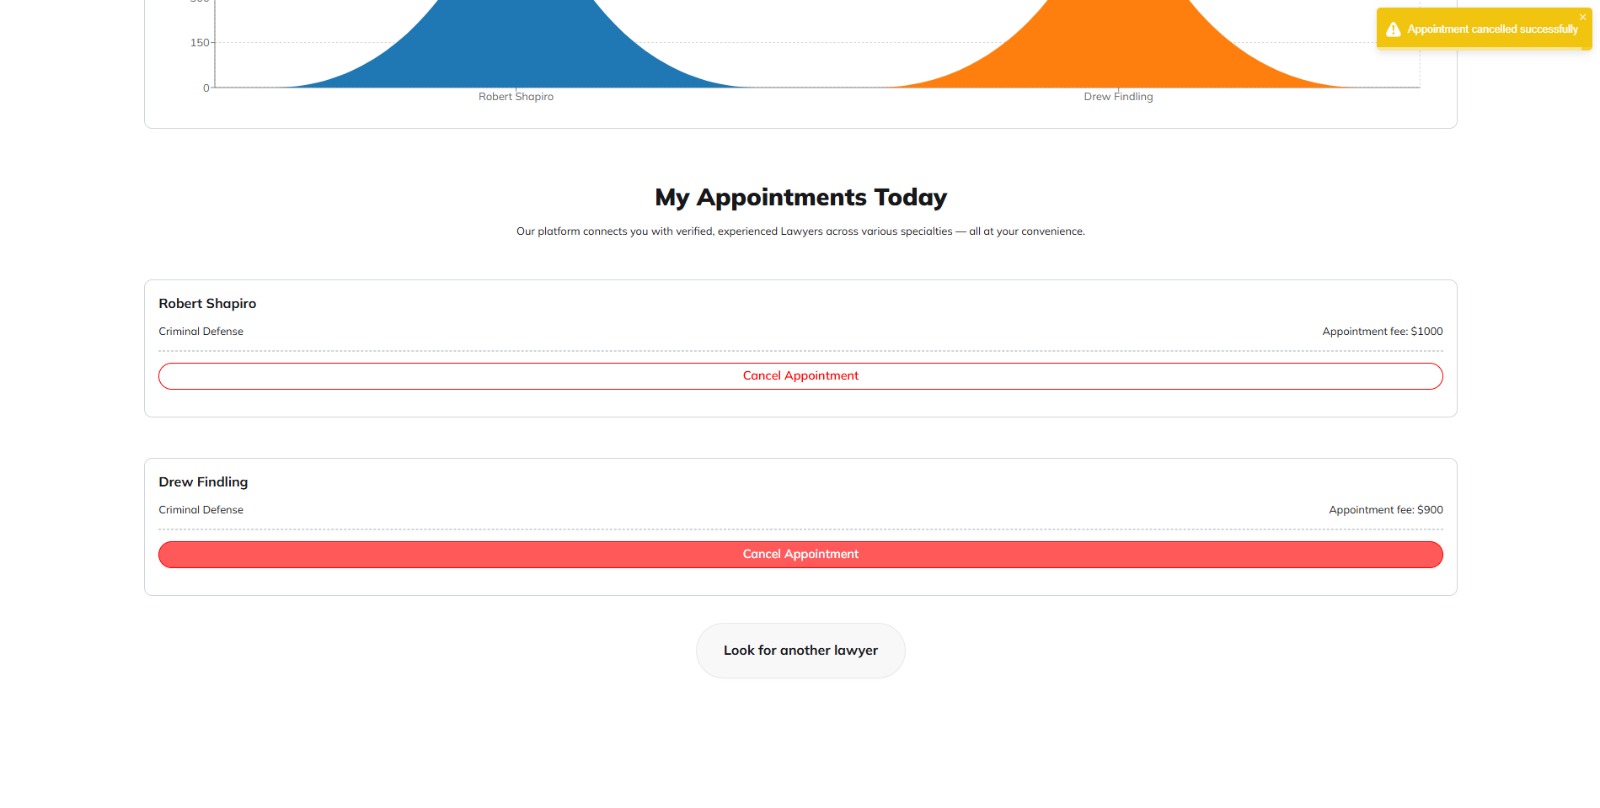 150
0
Robert Shapiro
Drew Findling
Appointment cancelled successfully
My Appointments Today
Our platform connects you with verified, experienced Lawyers across various specialties — all at your convenience.
Robert Shapiro
Criminal Defense
Appointment fee: $1000
Cancel Appointment
Drew Findling
Criminal Defense
Appointment fee: $900
Cancel Appointment
Look for another lawyer